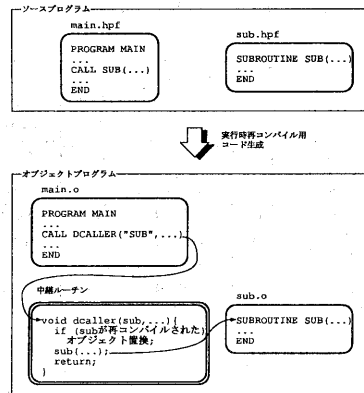 ソースプログラム
main.hpf
PROGRAM MAIN
...
CALL SUB(...)
...
END
sub.hpf
SUBROUTINE SUB(...)
...
END
実行時再コンパイル用
コード生成
オブジェクトプログラム
main.o
PROGRAM MAIN
...
CALL DCALLER("SUB",...)
...
END
中継ルーチン
void dcaller(sub,...){
if (subが再コンパイルされた)
オブジェクト置換;
sub(...);
return;
}
sub.o
SUBROUTINE SUB(...)
...
END